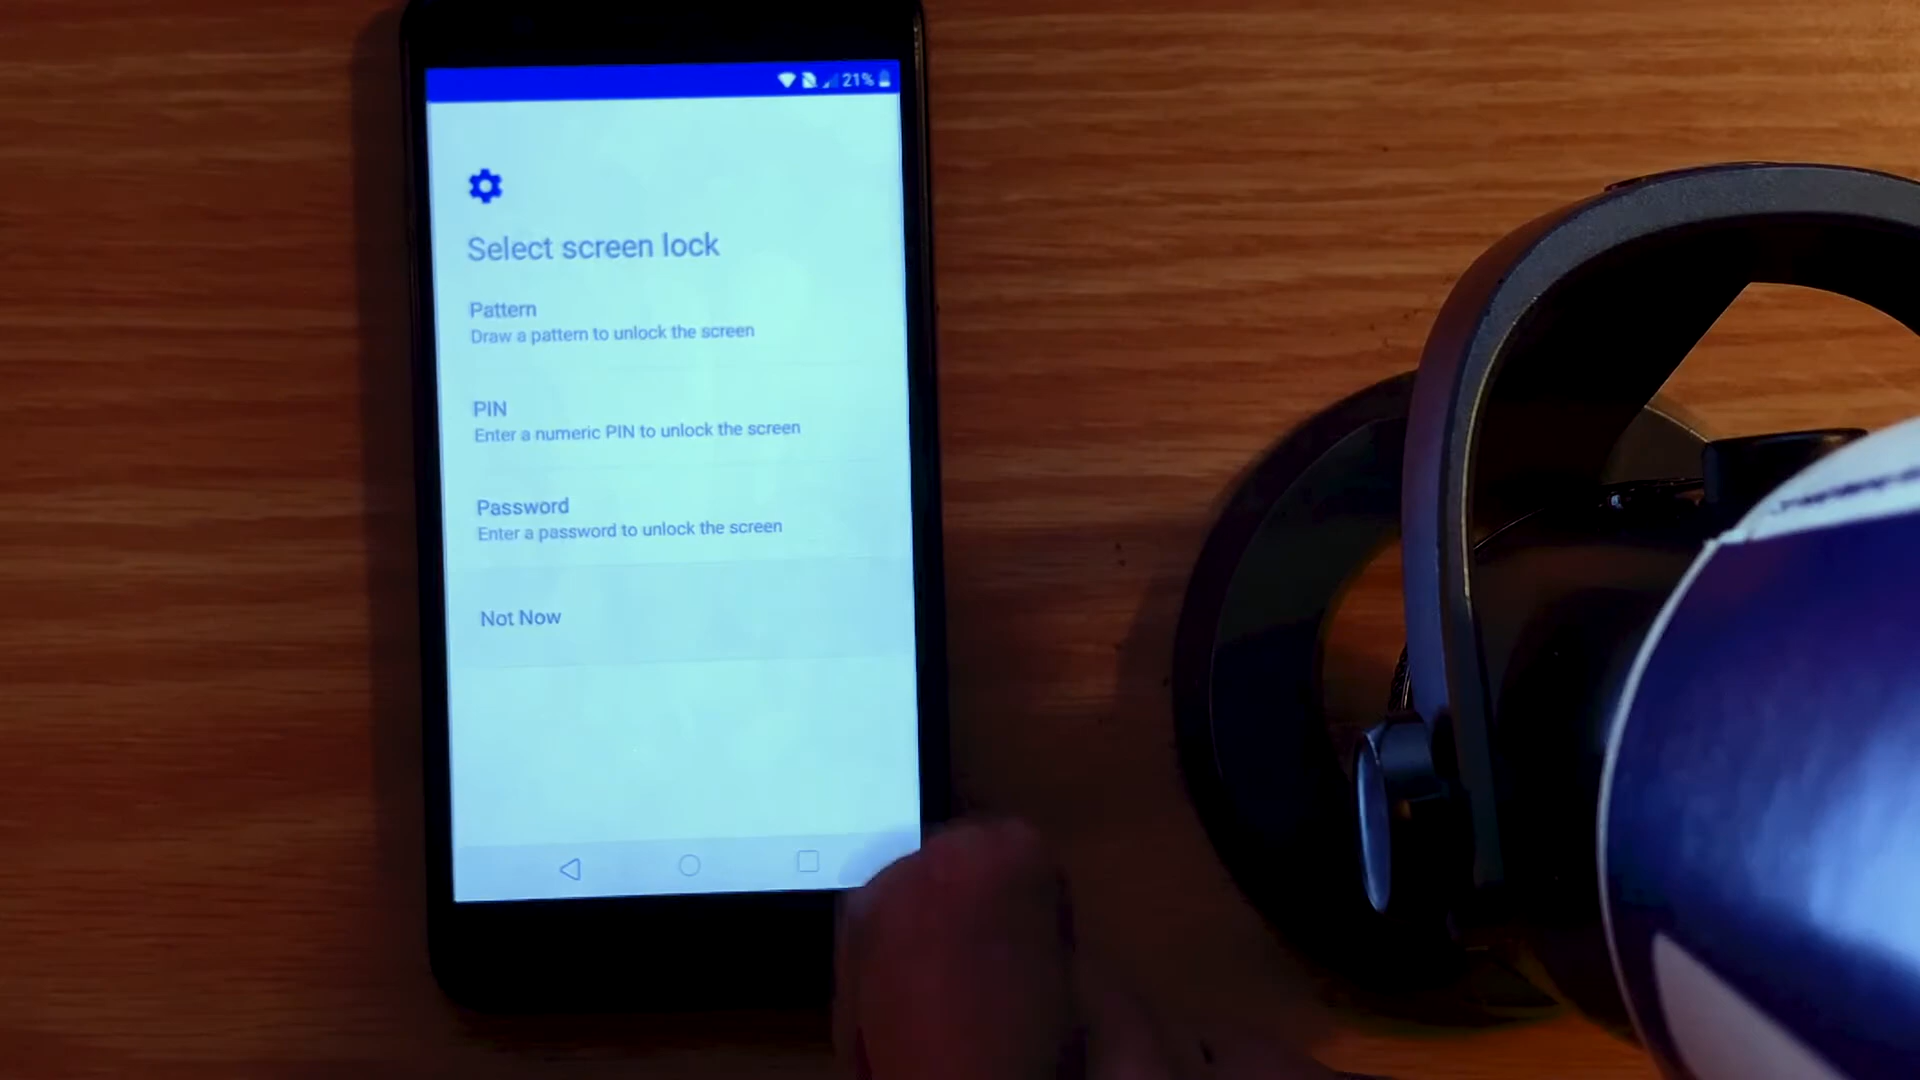 21%
Select screen lock
Pattern
Draw a pattern to unlock the screen
PIN
Enter a numeric PIN to unlock the screen
Password
Enter a password to unlock the screen
Not Now